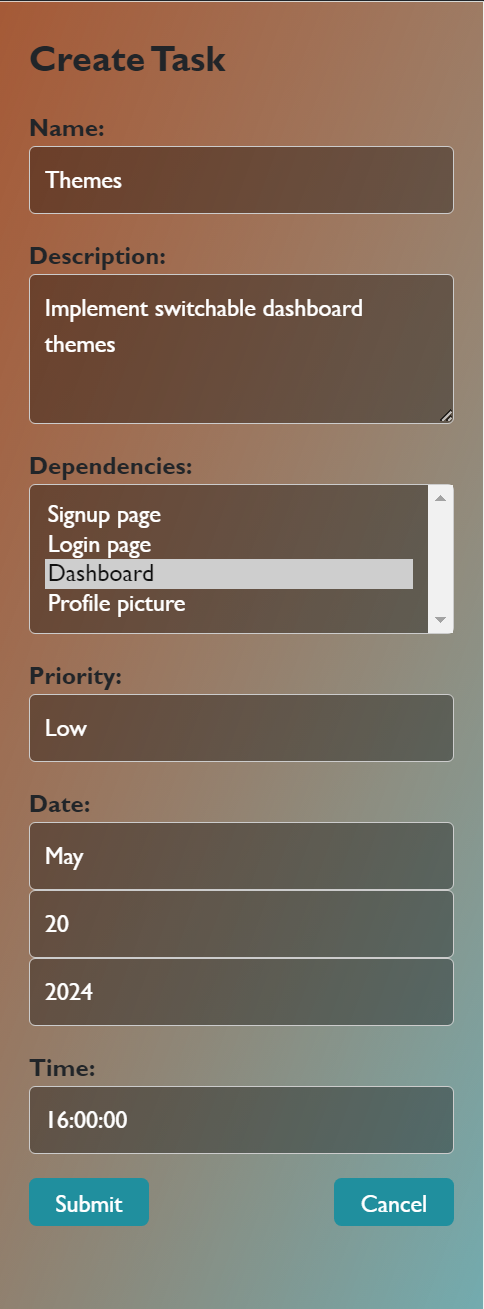 Create Task
Name:
Themes
Description:
Implement switchable dashboard
themes
Dependencies:
Signup page
Login page
Dashboard
Profile picture
Priority:
Low
Date:
May
20
2024
Time:
16:00:00
Submit Cancel